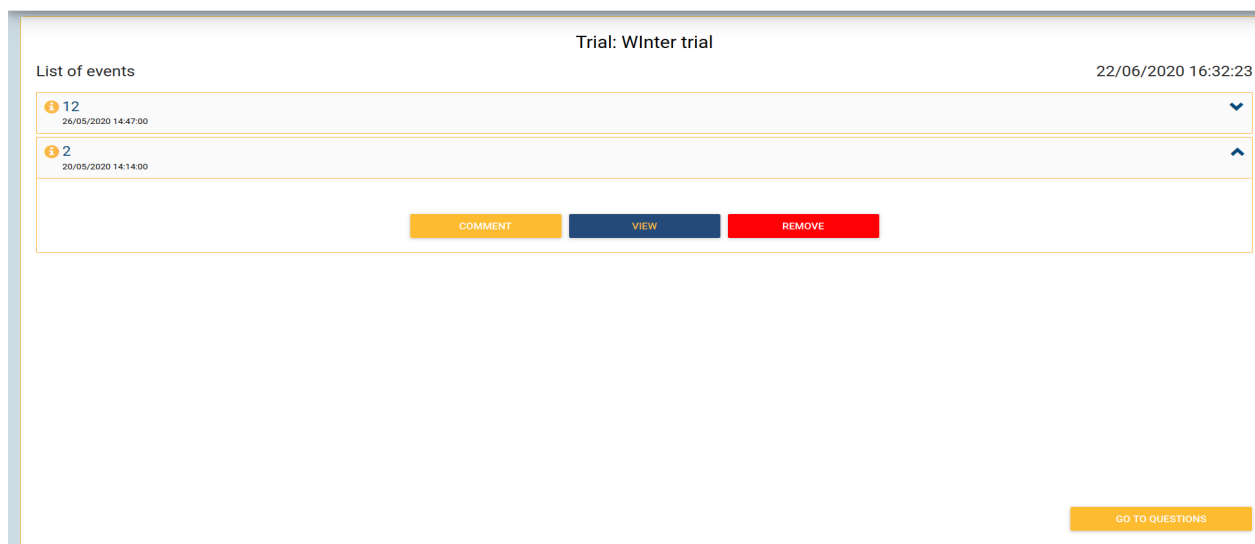 Trial: WInter trial
List of events 22/06/2020 16:32:23
12
26/05/2020 14:47:00
2
20/05/2020 14:14:00
COMMENT VIEW REMOVE
GO TO QUESTIONS